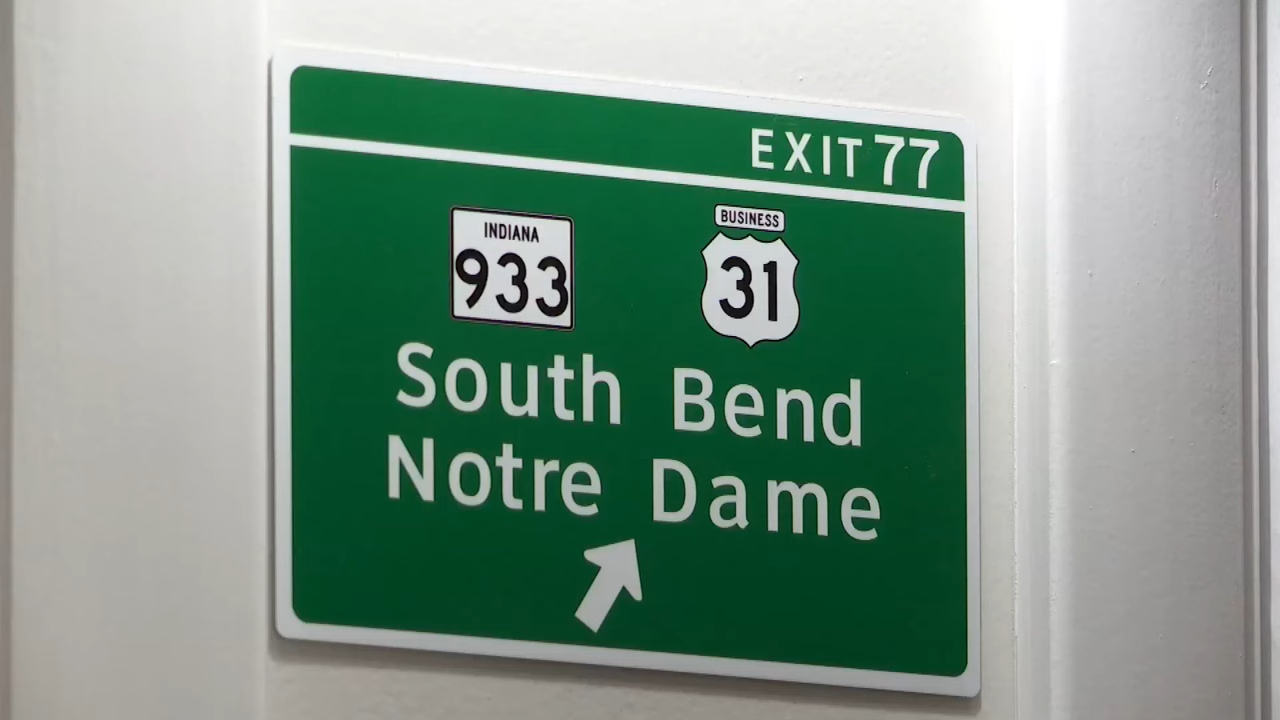 EXIT 77
INDIANA
933
BUSINESS
31
South Bend
Notre Dame